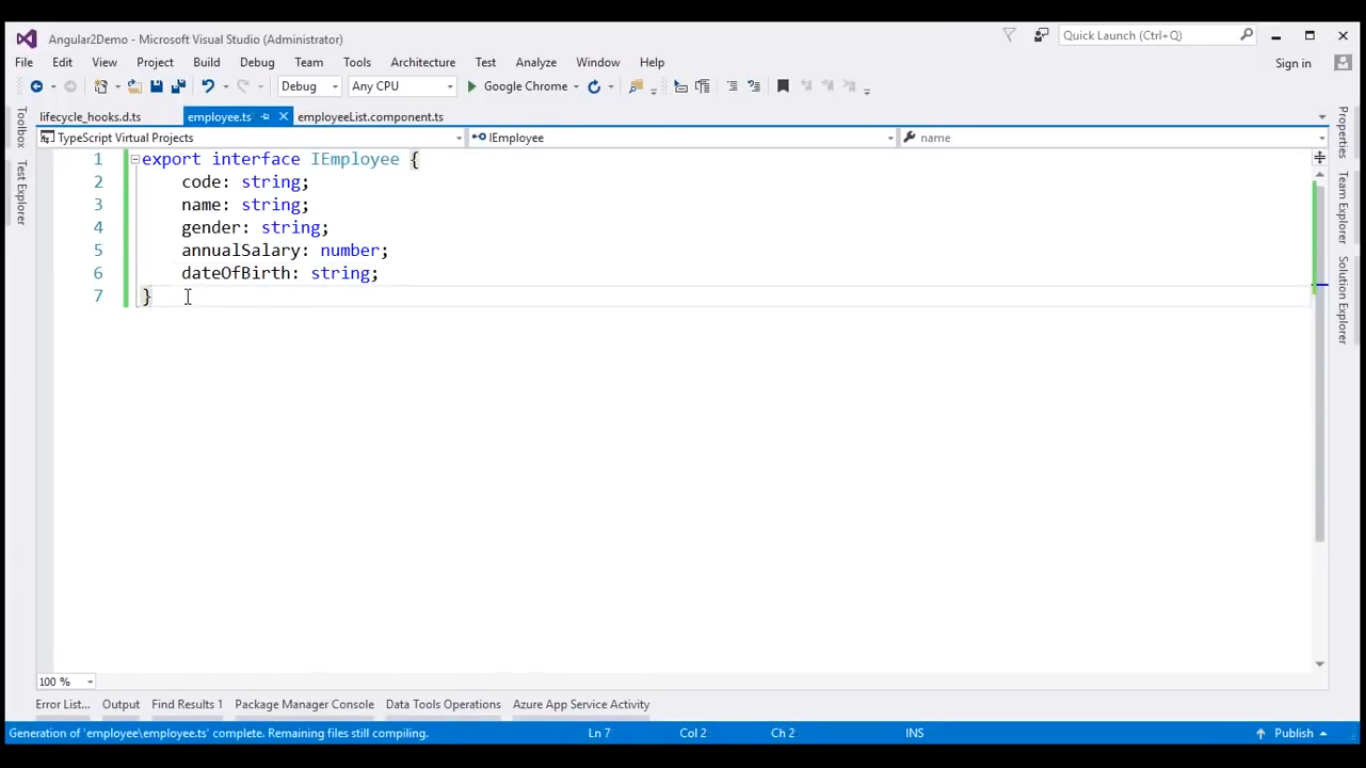 Angular2Demo - Microsoft Visual Studio (Administrator)
Quick Launch (Ctrl+Q)
File Edit View Project Build Debug Team Tools Architecture Test Analyze Window Help
Sign in
Debug Any CPU Google Chrome
Toolbox
Test Explorer
lifecycle_hooks.d.ts employee.ts employeeList.component.ts
TypeScript Virtual Projects IEmployee name
1 export interface IEmployee {
2 code: string;
3 name: string;
4 gender: string;
5 annualSalary: number;
6 dateOfBirth: string;
7 }
Properties
Team Explorer
Solution Explorer
100 %
Error List... Output Find Results 1 Package Manager Console Data Tools Operations Azure App Service Activity
Generation of 'employee\employee.ts' complete. Remaining files still compiling. Ln 7 Col 2 Ch 2 INS Publish